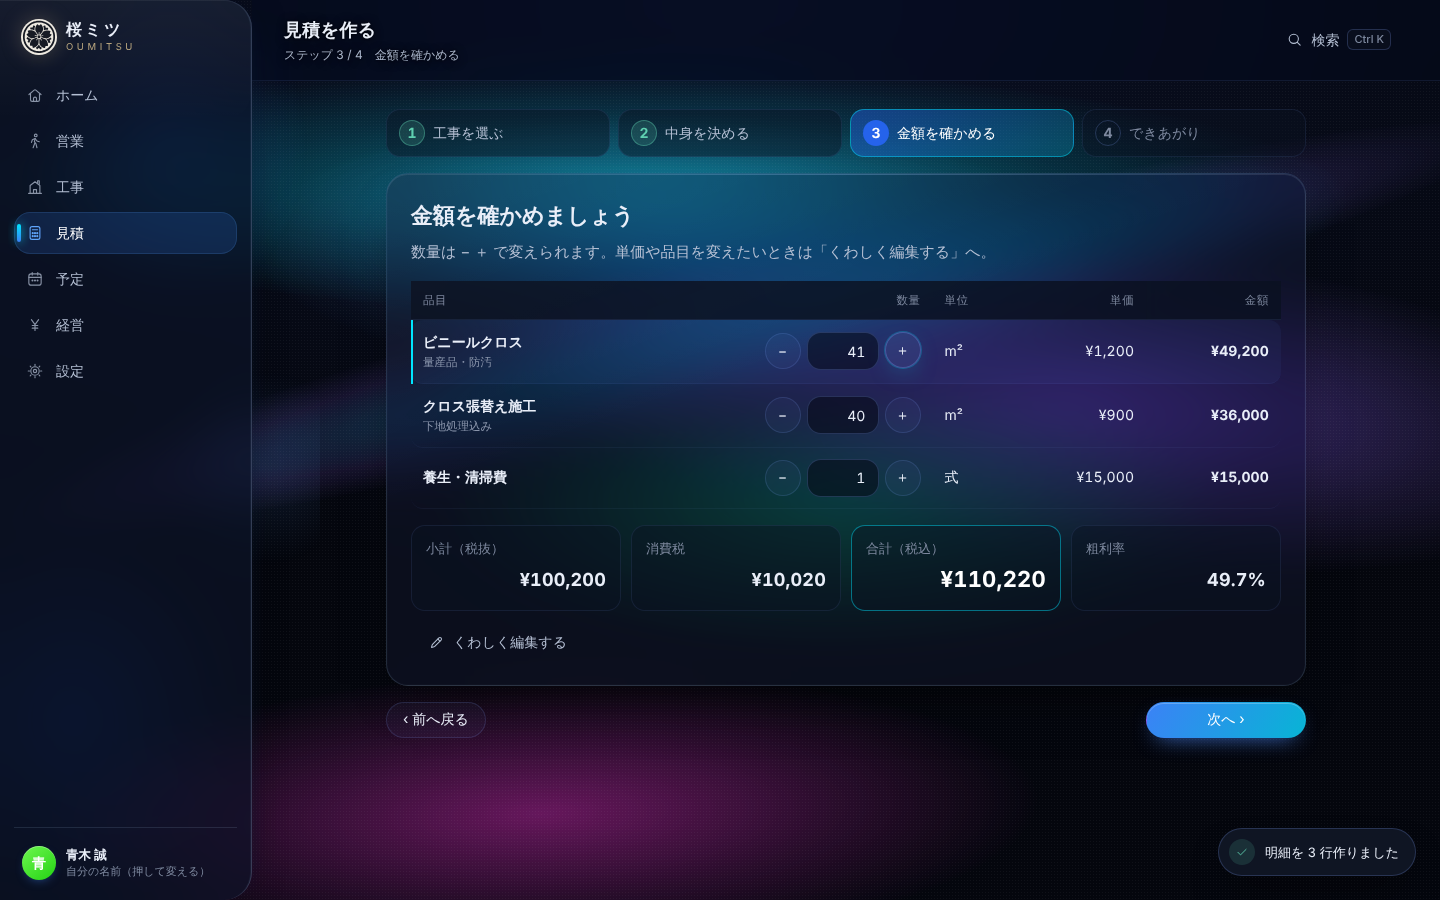 桜ミツ
OUMITSU
ホーム
営業
工事
見積
予定
経営
設定
青
青木 誠
自分の名前（押して変える）
見積を作る
ステップ 3 / 4　金額を確かめる
検索 Ctrl K
1 工事を選ぶ
2 中身を決める
3 金額を確かめる
4 できあがり
金額を確かめましょう
数量は − ＋ で変えられます。単価や品目を変えたいときは「くわしく編集する」へ。
品目 数量 単位 単価 金額
ビニールクロス
量産品・防汚
− 41 + m² ¥1,200 ¥49,200
クロス張替え施工
下地処理込み
− 40 + m² ¥900 ¥36,000
養生・清掃費 − 1 + 式 ¥15,000 ¥15,000
小計（税抜） 消費税 合計（税込） 粗利率
¥100,200 ¥10,020 ¥110,220 49.7%
くわしく編集する
‹ 前へ戻る
次へ ›
明細を 3 行作りました